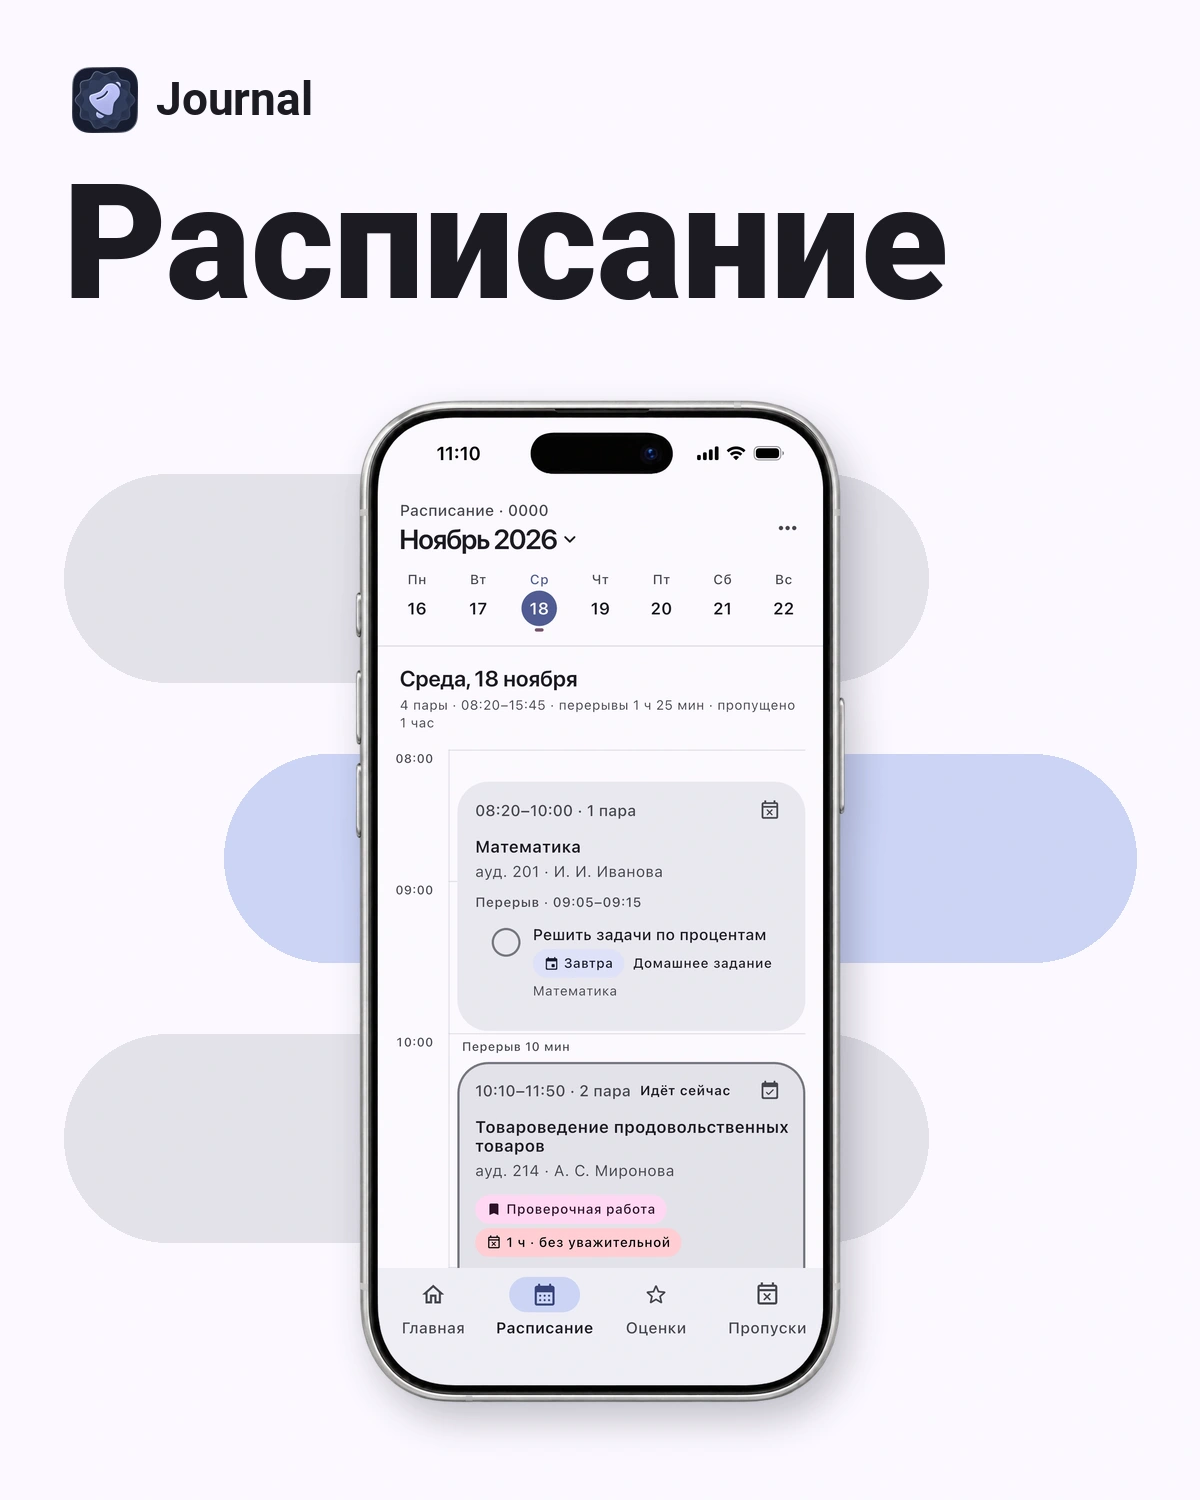 Journal
Расписание
11:10
Расписание · 0000
Ноябрь 2026
Пн Вт Ср Чт Пт Сб Вс
16 17 18 19 20 21 22
Среда, 18 ноября
4 пары · 08:20–15:45 · перерывы 1 ч 25 мин · пропущено
1 час
08:00
08:20–10:00 · 1 пара
Математика
ауд. 201 · И. И. Иванова
09:00
Перерыв · 09:05–09:15
Решить задачи по процентам
Завтра Домашнее задание
Математика
10:00
Перерыв 10 мин
10:10–11:50 · 2 пара Идёт сейчас
Товароведение продовольственных
товаров
ауд. 214 · А. С. Миронова
Проверочная работа
1 ч · без уважительной
Главная Расписание Оценки Пропуски